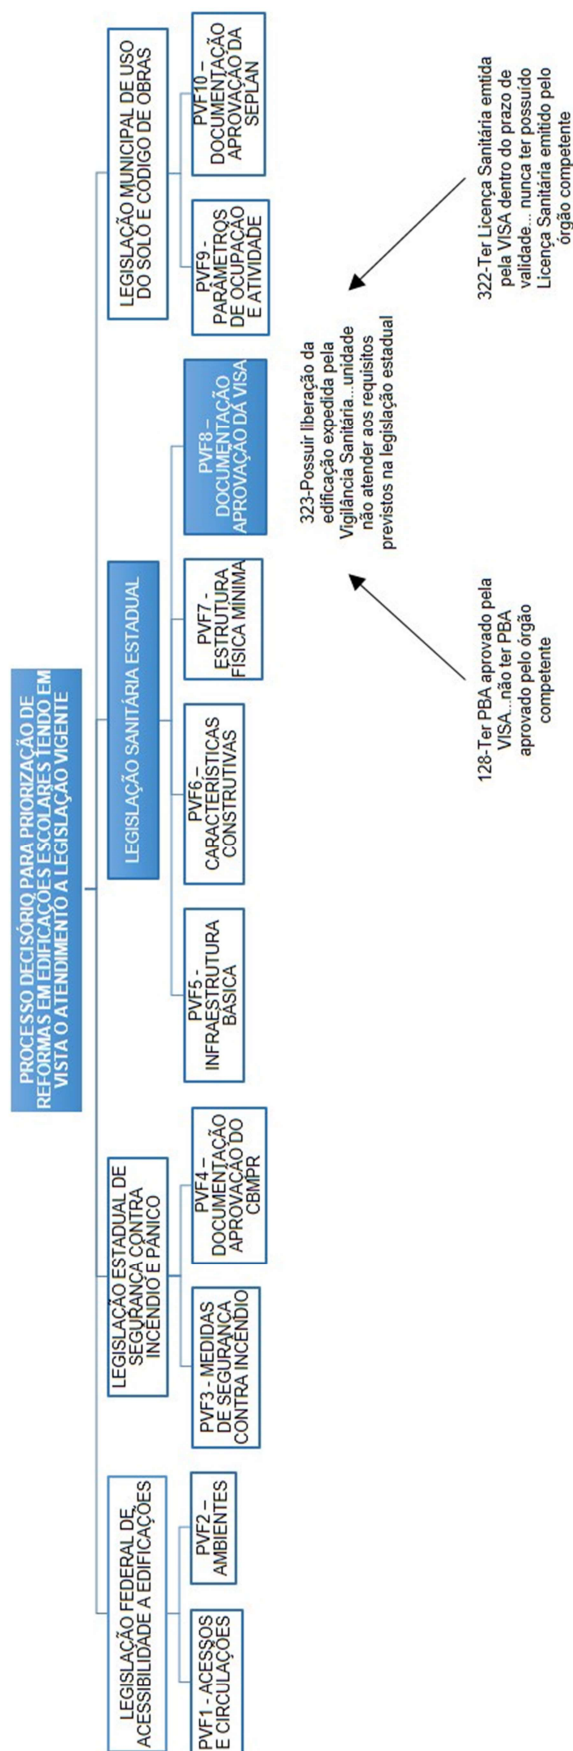 PROCESSO DECISÓRIO PARA PRIORIZAÇÃO DE
REFORMAS EM EDIFICAÇÕES ESCOLARES TENDO EM
VISTA O ATENDIMENTO A LEGISLAÇÃO VIGENTE
LEGISLAÇÃO FEDERAL DE
ACESSIBILIDADE A EDIFICAÇÕES
LEGISLAÇÃO ESTADUAL DE
SEGURANÇA CONTRA
INCÊNDIO E PÂNICO
LEGISLAÇÃO SANITÁRIA ESTADUAL
LEGISLAÇÃO MUNICIPAL DE USO
DO SOLO E CÓDIGO DE OBRAS
PVF1 - ACESSOS
E CIRCULAÇÕES
PVF2 –
AMBIENTES
PVF3 - MEDIDAS
DE SEGURANÇA
CONTRA INCÊNDIO
PVF4 –
DOCUMENTAÇÃO
APROVAÇÃO DO
CBMPR
PVF5 -
INFRAESTRUTURA
BÁSICA
PVF6 –
CARACTERÍSTICAS
CONSTRUTIVAS
PVF7 -
ESTRUTURA
FÍSICA MÍNIMA
PVF8 –
DOCUMENTAÇÃO
APROVAÇÃO DA VISA
PVF9 -
PARÂMETROS
DE OCUPAÇÃO
E ATIVIDADE
PVF10 –
DOCUMENTAÇÃO
APROVAÇÃO DA
SEPLAN
323-Possuir liberação da
edificação expedida pela
Vigilância Sanitária...unidade
não atender aos requisitos
previstos na legislação estadual
128-Ter PBA aprovado pela
VISA...não ter PBA
aprovado pelo órgão
competente
322-Ter Licença Sanitária emtida
pela VISA dentro do prazo de
validade... nunca ter possuído
Licença Sanitária emitido pelo
órgão competente